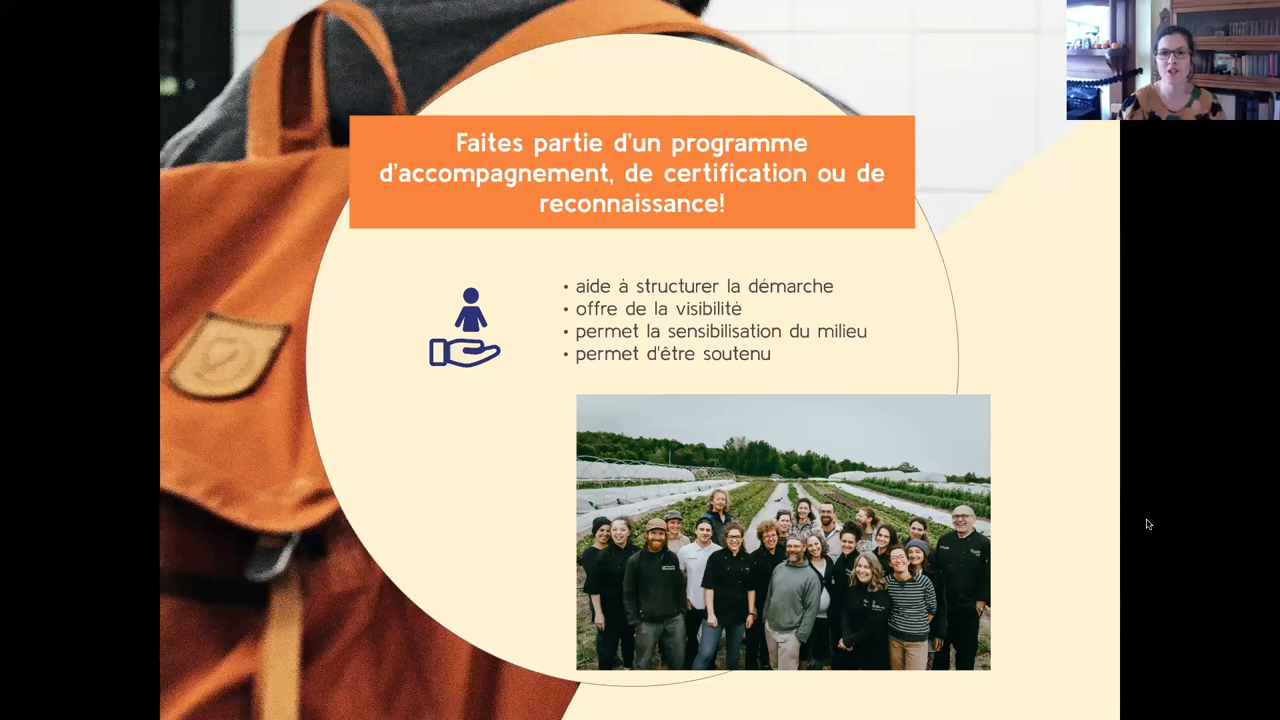 Faites partie d'un programme
d'accompagnement, de certification ou de
reconnaissance!
• aide à structurer la démarche
• offre de la visibilité
• permet la sensibilisation du milieu
• permet d'être soutenu